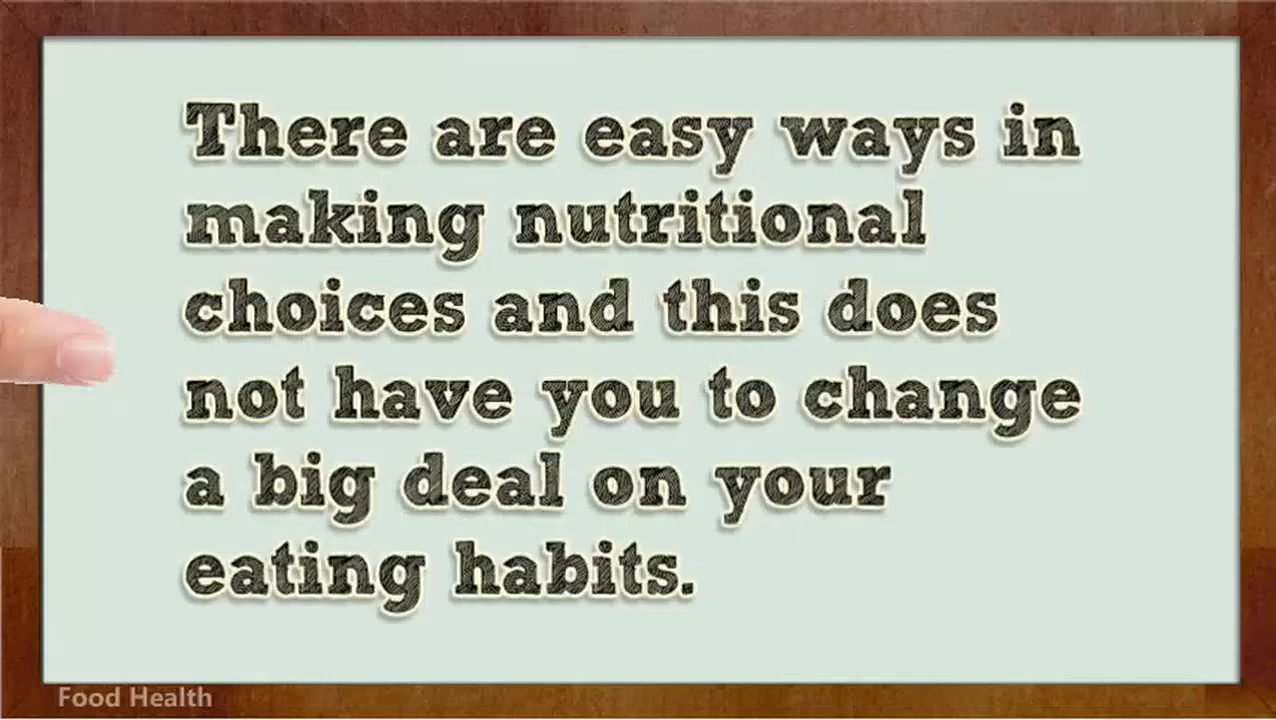 There are easy ways in
making nutritional
choices and this does
not have you to change
a big deal on your
eating habits.
Food Health